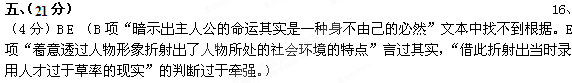 五、（21分） 16、
（4分）BE （B项“暗示出主人公的命运其实是一种身不由己的必然”文本中找不到根据。E
项“着意透过人物形象折射出了人物所处的社会环境的特点”言过其实，“借此折射出当时录
用人才过于草率的现实”的判断过于牵强。）